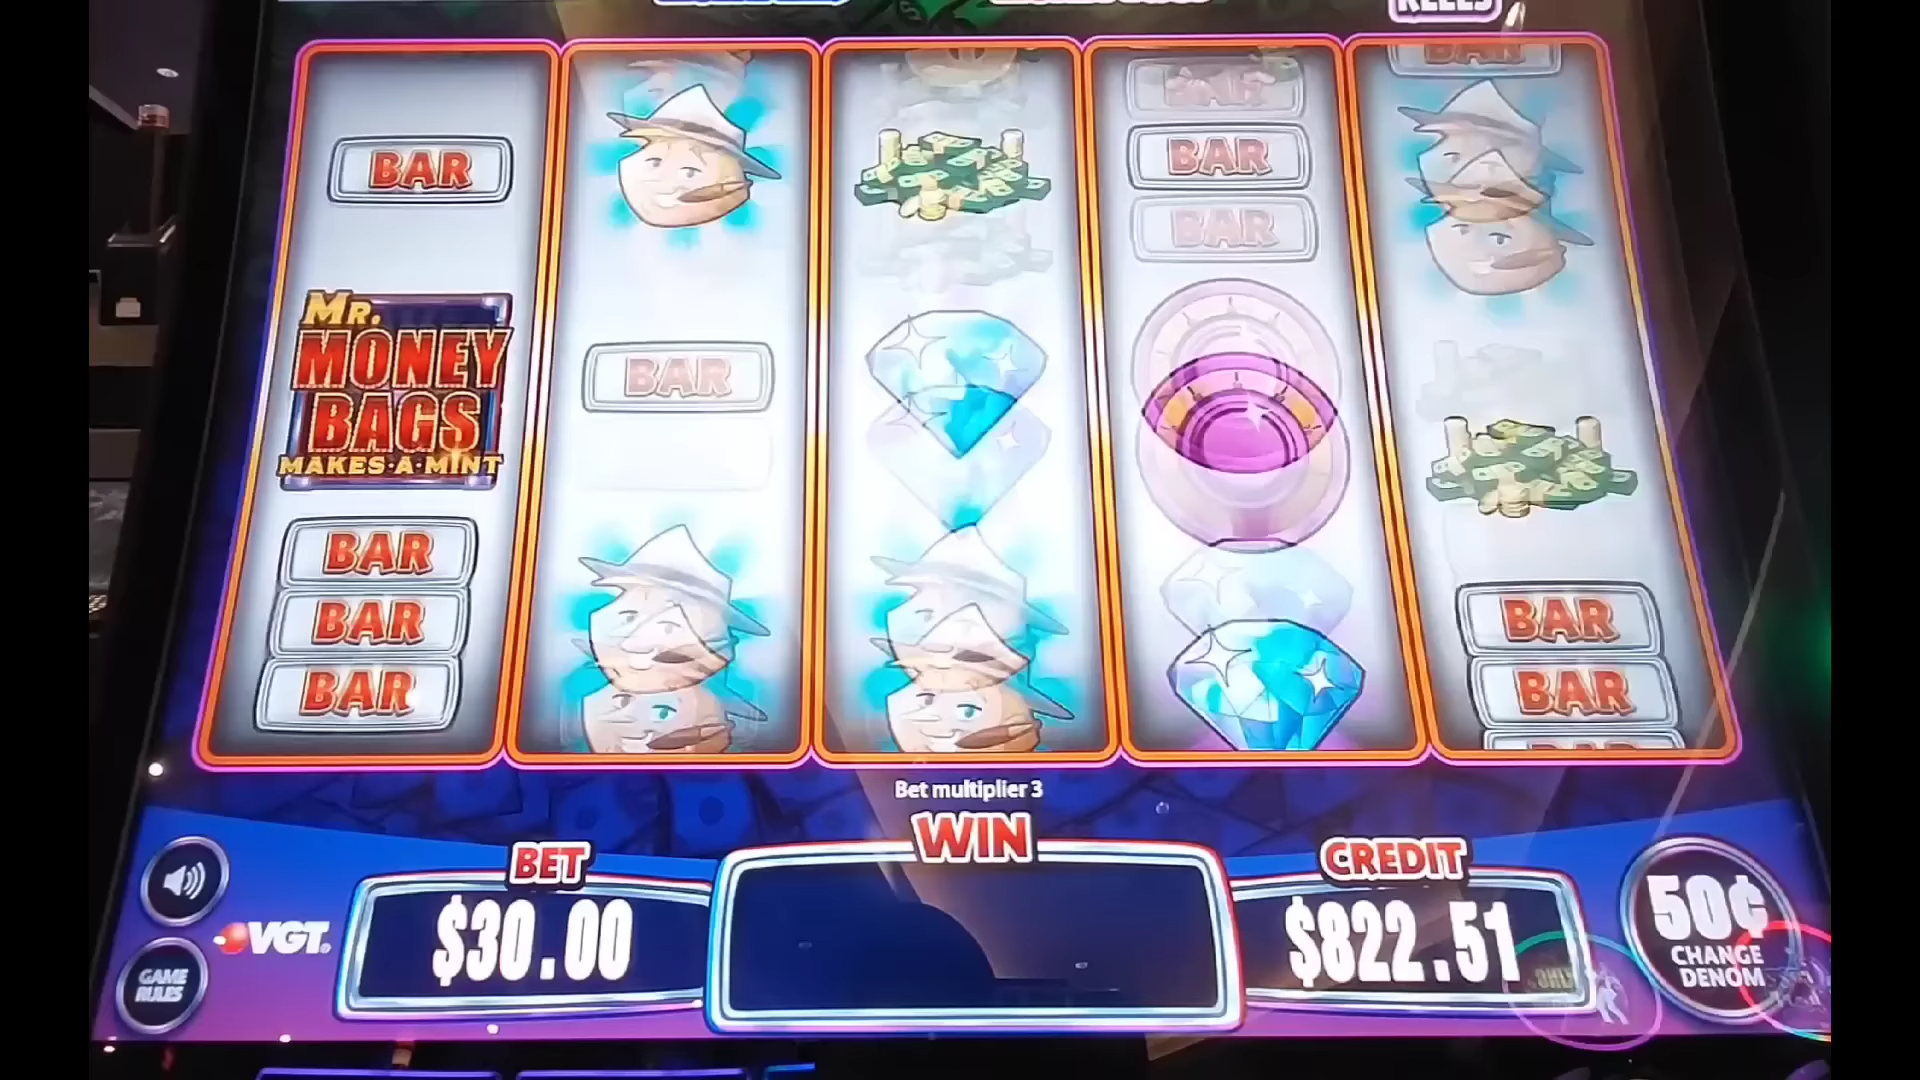 REELS
BAR
BAR
BAR
BAR
BAR
BAR
MR.
MONEY
BAGS
MAKES-A-MINT
BAR
BAR
BAR
BAR
BAR
BAR
Bet multiplier 3
WIN
BET
$30.00
CREDIT
$822.51
50¢
CHANGE
DENOM
VGT
GAME
RULES